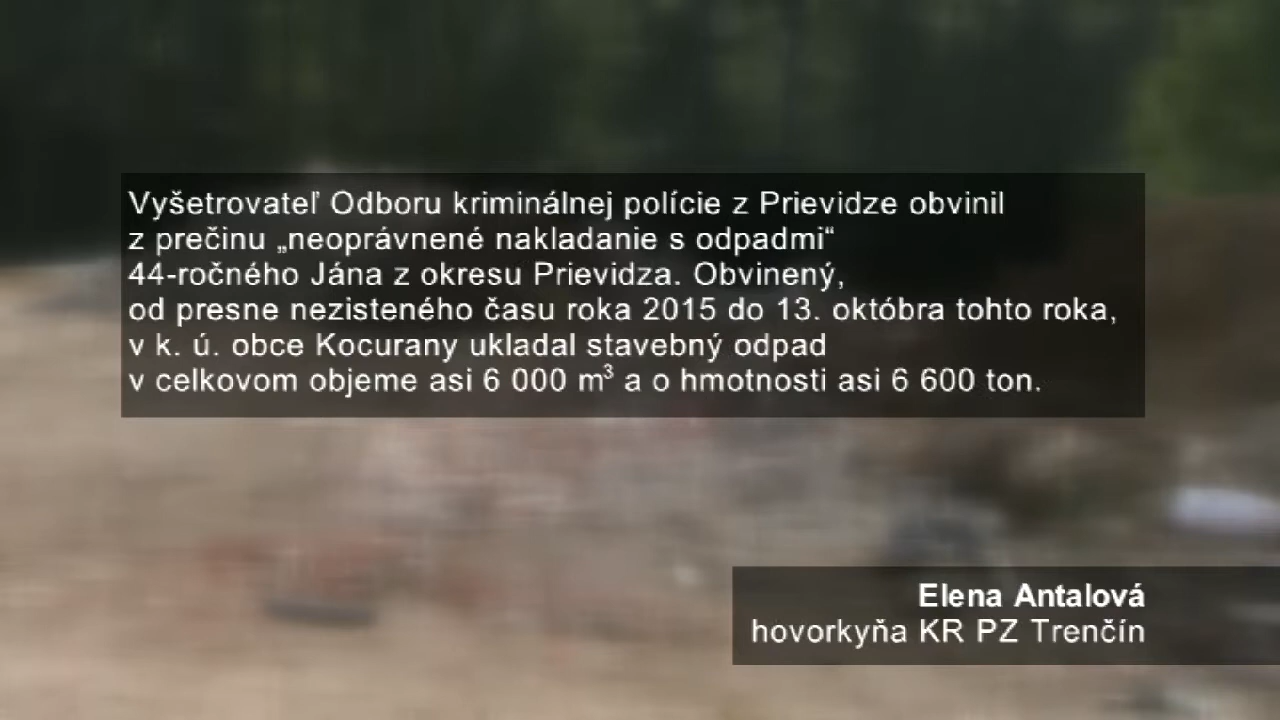 Vyšetrovateľ Odboru kriminálnej polície z Prievidze obvinil
z prečinu „neoprávnené nakladanie s odpadmi“
44-ročného Jána z okresu Prievidza. Obvinený,
od presne nezisteného času roka 2015 do 13. októbra tohto roka,
v k. ú. obce Kocurany ukladal stavebný odpad
v celkovom objeme asi 6 000 m³ a o hmotnosti asi 6 600 ton.
Elena Antalová
hovorkyňa KR PZ Trenčín